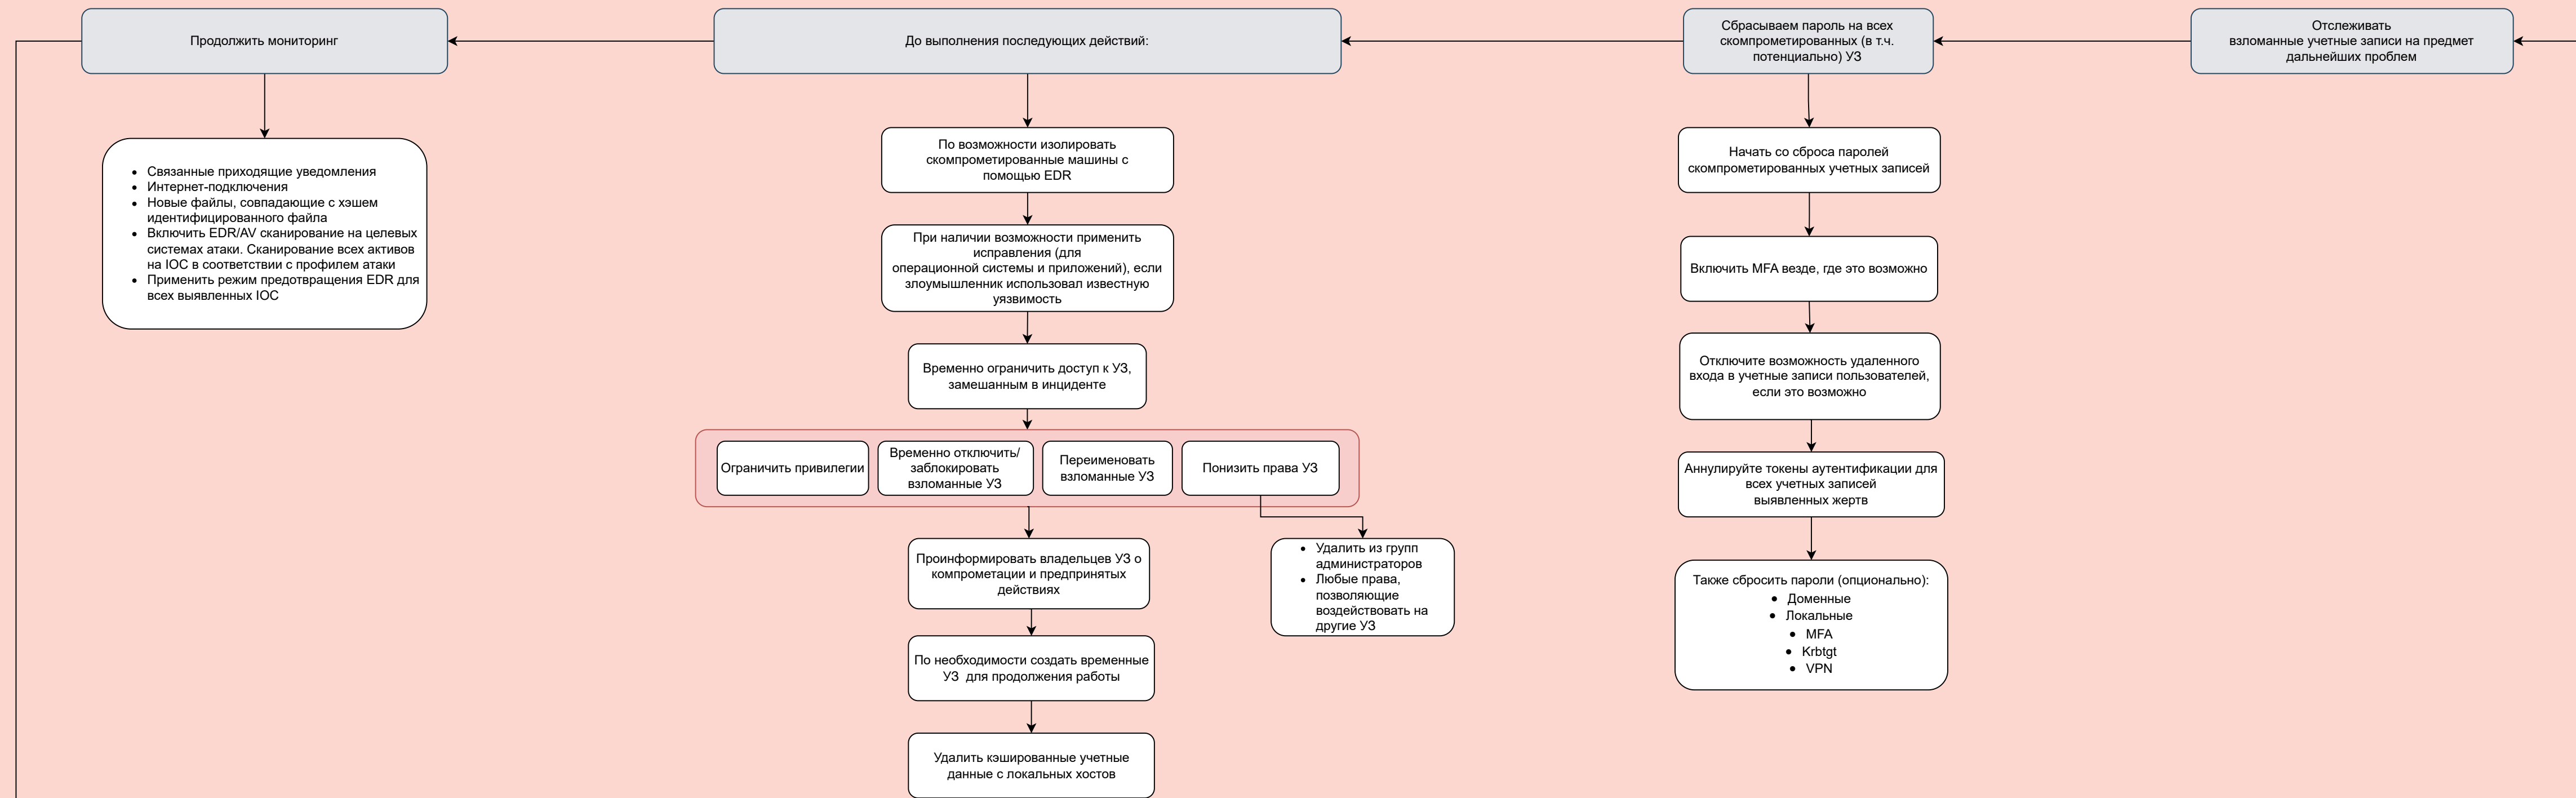 Продолжить мониторинг
До выполнения последующих действий:
Сбрасываем пароль на всех
скомпрометированных (в т.ч.
потенциально) УЗ
Отслеживать
взломанные учетные записи на предмет
дальнейших проблем
Связанные приходящие уведомления
Интернет-подключения
Новые файлы, совпадающие с хэшем
идентифицированного файла
Включить EDR/AV сканирование на целевых
системах атаки. Сканирование всех активов
на IOC в соответствии с профилем атаки
Применить режим предотвращения EDR для
всех выявленных IOC
По возможности изолировать
скомпрометированные машины с
помощью EDR
При наличии возможности применить
исправления (для
операционной системы и приложений), если
злоумышленник использовал известную
уязвимость
Временно ограничить доступ к УЗ,
замешанным в инциденте
Ограничить привилегии
Временно отключить/
заблокировать
взломанные УЗ
Переименовать
взломанные УЗ
Понизить права УЗ
Проинформировать владельцев УЗ о
компрометации и предпринятых
действиях
Удалить из групп
администраторов
Любые права,
позволяющие
воздействовать на
другие УЗ
По необходимости создать временные
УЗ для продолжения работы
Удалить кэшированные учетные
данные с локальных хостов
Начать со сброса паролей
скомпрометированных учетных записей
Включить MFA везде, где это возможно
Отключите возможность удаленного
входа в учетные записи пользователей,
если это возможно
Аннулируйте токены аутентификации для
всех учетных записей
выявленных жертв
Также сбросить пароли (опционально):
Доменные
Локальные
MFA
Krbtgt
VPN